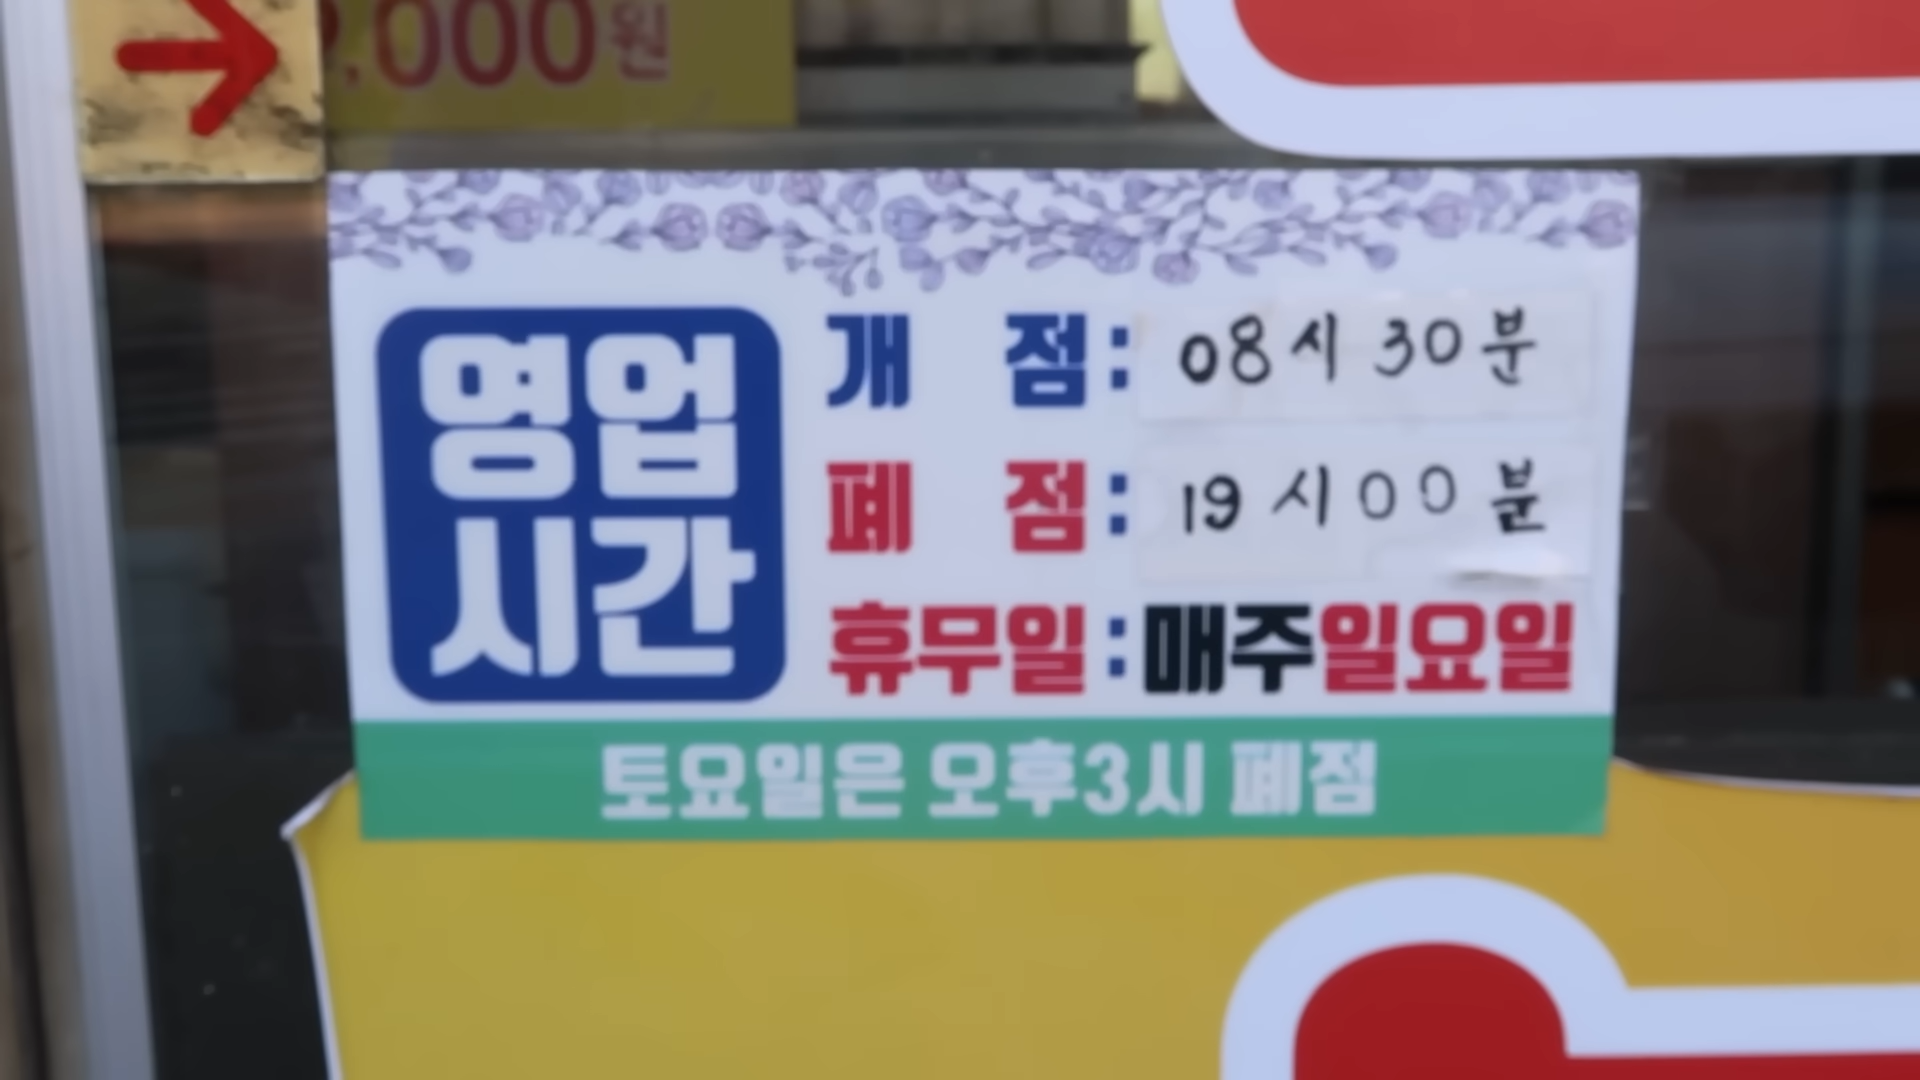 ,000원
영업시간
개 점: 08시 30분
폐 점: 19시 00분
휴무일: 매주일요일
토요일은 오후3시 폐점